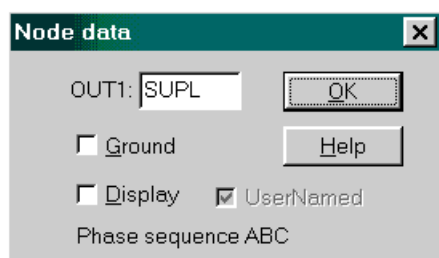 Node data
OUT1: SUPL OK
Ground Help
Display UserNamed
Phase sequence ABC